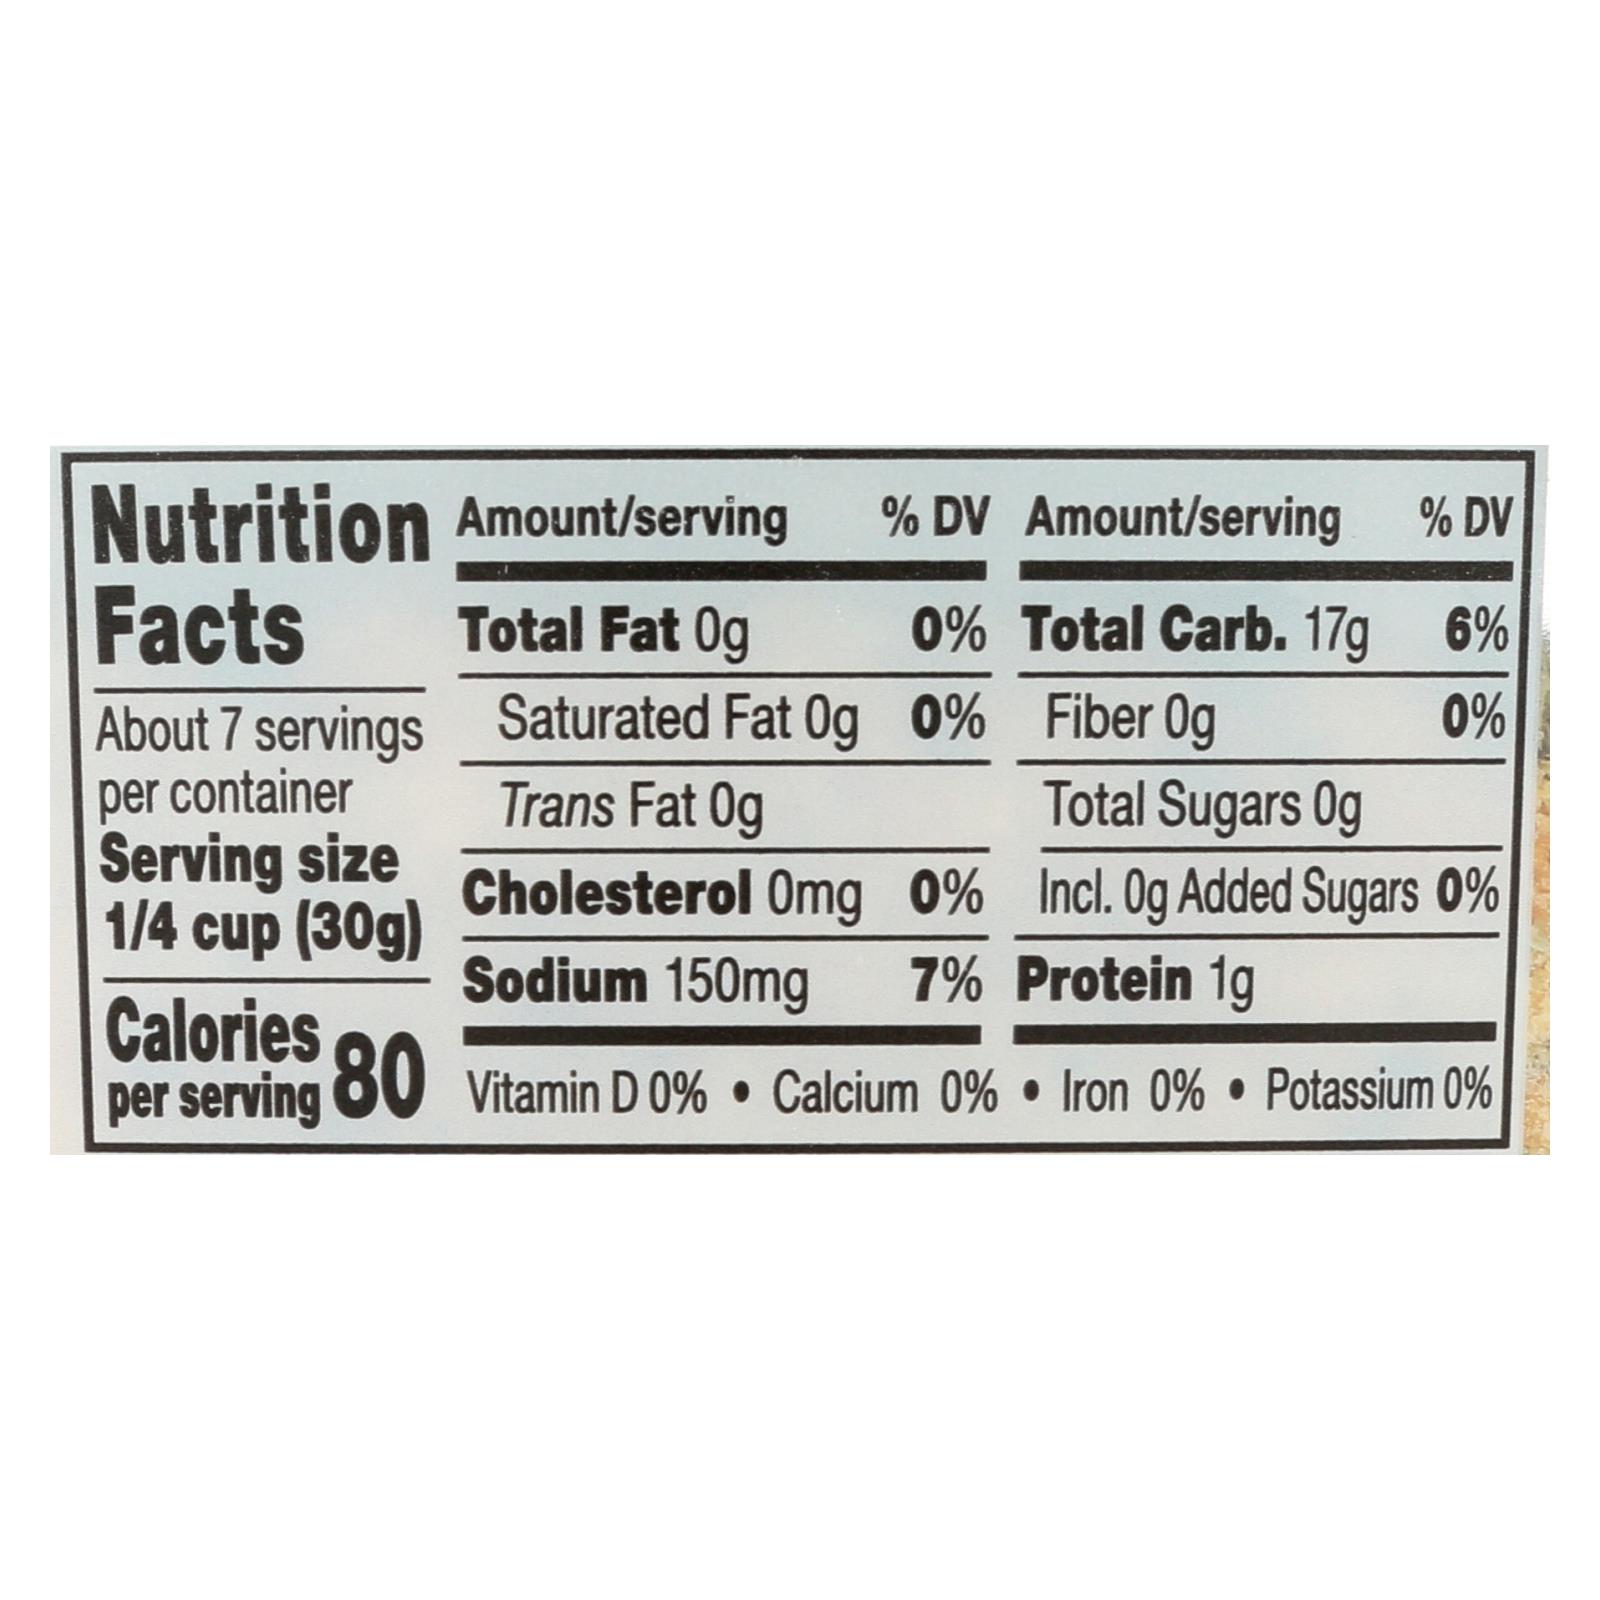 Nutrition
Facts
About 7 servings
per container
Serving size
1/4 cup (30g)
Calories
per serving 80
Amount/serving % DV
Total Fat 0g 0%
Saturated Fat 0g 0%
Trans Fat 0g
Cholesterol 0mg 0%
Sodium 150mg 7%
Amount/serving % DV
Total Carb. 17g 6%
Fiber 0g 0%
Total Sugars 0g
Incl. 0g Added Sugars 0%
Protein 1g
Vitamin D 0% • Calcium 0% • Iron 0% • Potassium 0%